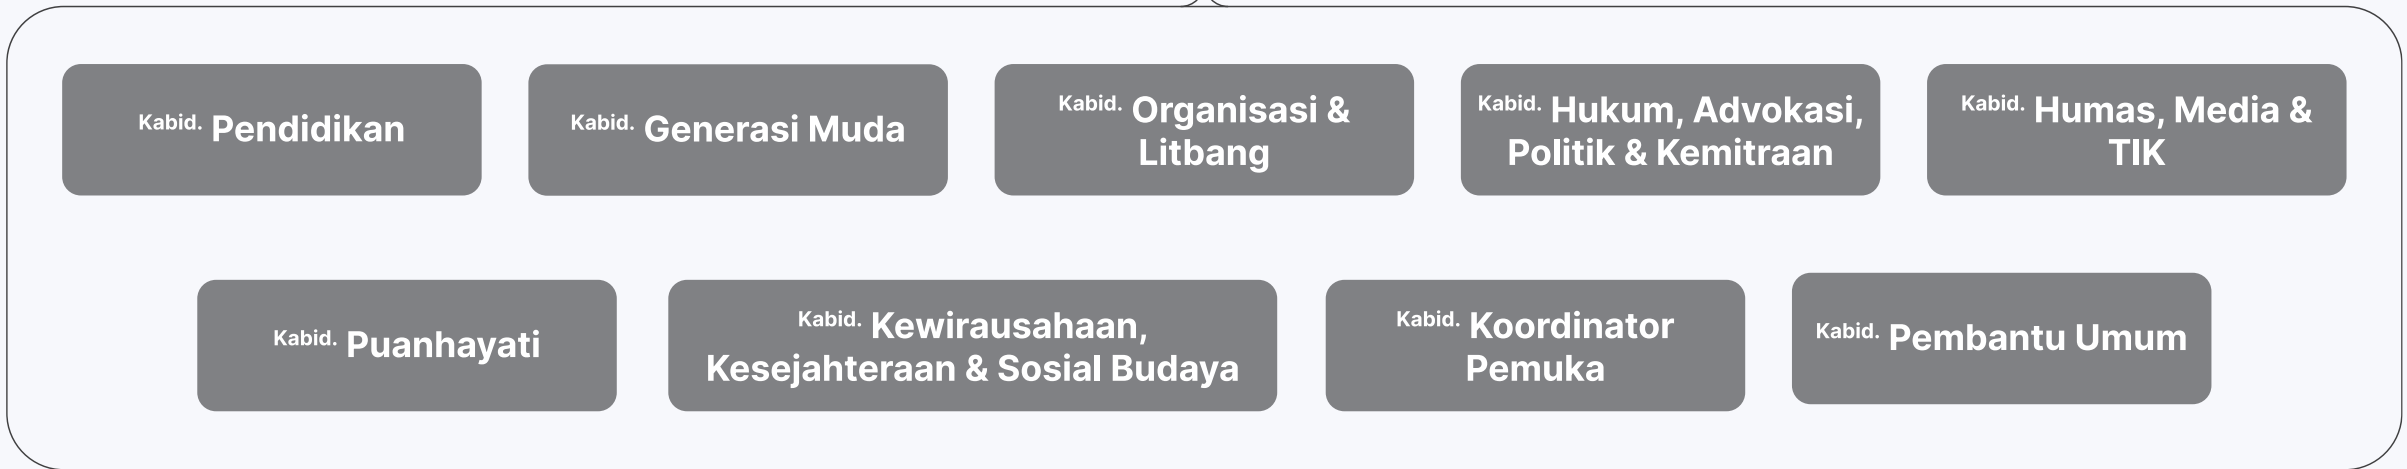 Kabid. Pendidikan
Kabid. Generasi Muda
Kabid. Organisasi &
Litbang
Kabid. Hukum, Advokasi,
Politik & Kemitraan
Kabid. Humas, Media &
TIK
Kabid. Puanhayati
Kabid. Kewirausahaan,
Kesejahteraan & Sosial Budaya
Kabid. Koordinator
Pemuka
Kabid. Pembantu Umum